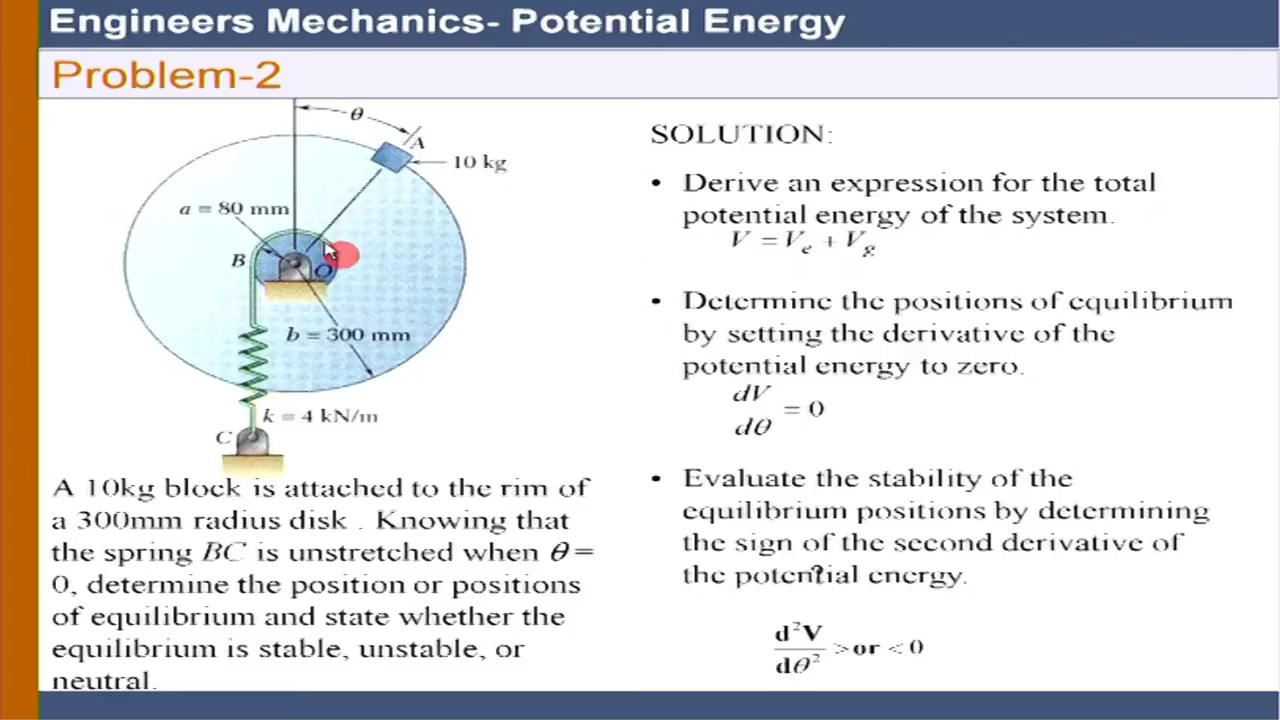 Engineers Mechanics- Potential Energy
Problem-2
θ
A
10 kg
a = 80 mm
B
O
b = 300 mm
k = 4 kN/m
C
A 10kg block is attached to the rim of
a 300mm radius disk . Knowing that
the spring BC is unstretched when θ =
0, determine the position or positions
of equilibrium and state whether the
equilibrium is stable, unstable, or
neutral.
SOLUTION:
• Derive an expression for the total
potential energy of the system.
V = Ve + Vg
• Determine the positions of equilibrium
by setting the derivative of the
potential energy to zero.
dV
dθ
= 0
• Evaluate the stability of the
equilibrium positions by determining
the sign of the second derivative of
the potential energy.
?
d²V
dθ²
> or < 0